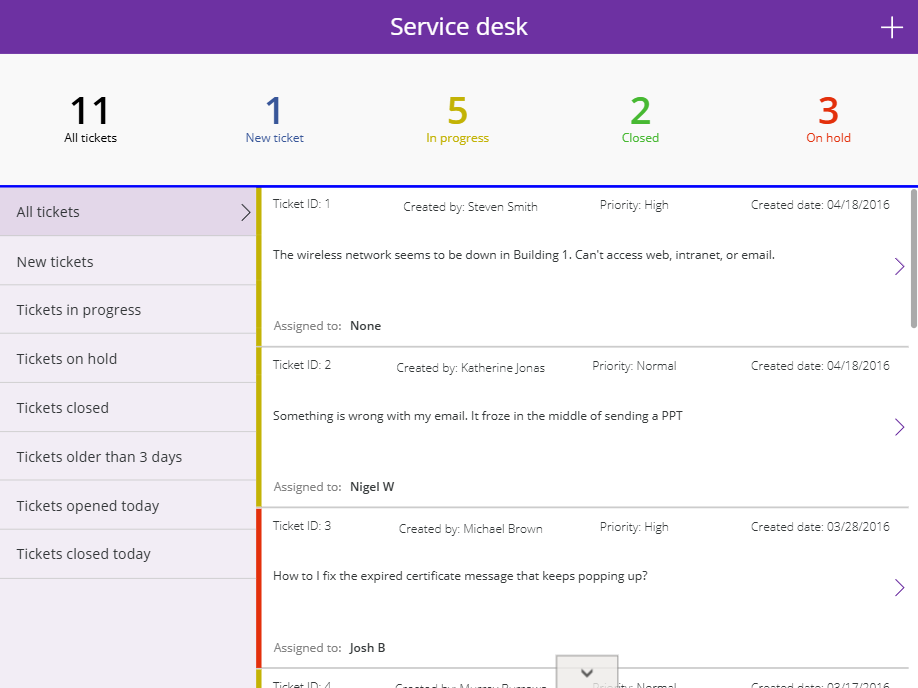 Service desk
11
All tickets
1
New ticket
5
In progress
2
Closed
3
On hold
All tickets
New tickets
Tickets in progress
Tickets on hold
Tickets closed
Tickets older than 3 days
Tickets opened today
Tickets closed today
Ticket ID: 1 Created by: Steven Smith Priority: High Created date: 04/18/2016
The wireless network seems to be down in Building 1. Can't access web, intranet, or email.
Assigned to: None
Ticket ID: 2 Created by: Katherine Jonas Priority: Normal Created date: 04/18/2016
Something is wrong with my email. It froze in the middle of sending a PPT
Assigned to: Nigel W
Ticket ID: 3 Created by: Michael Brown Priority: High Created date: 03/28/2016
How to I fix the expired certificate message that keeps popping up?
Assigned to: Josh B
Ticket ID: 4 Created by: Murray Burrows Normal Created date: 03/17/2016